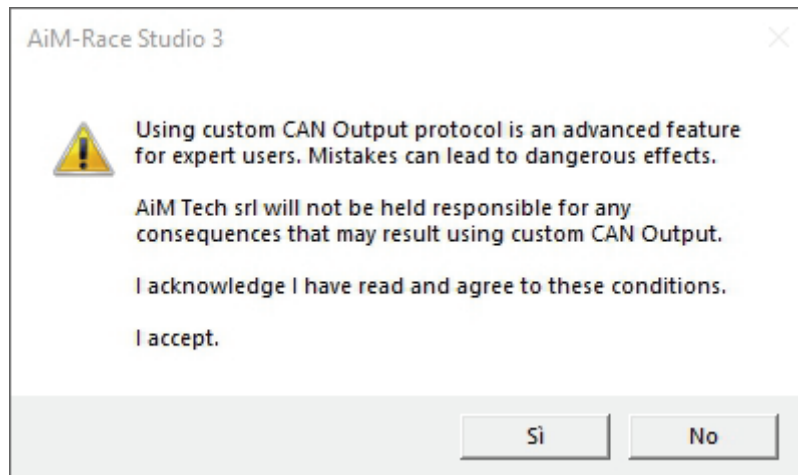 AiM-Race Studio 3
Using custom CAN Output protocol is an advanced feature
for expert users. Mistakes can lead to dangerous effects.
AiM Tech srl will not be held responsible for any
consequences that may result using custom CAN Output.
I acknowledge I have read and agree to these conditions.
I accept.
Sì
No